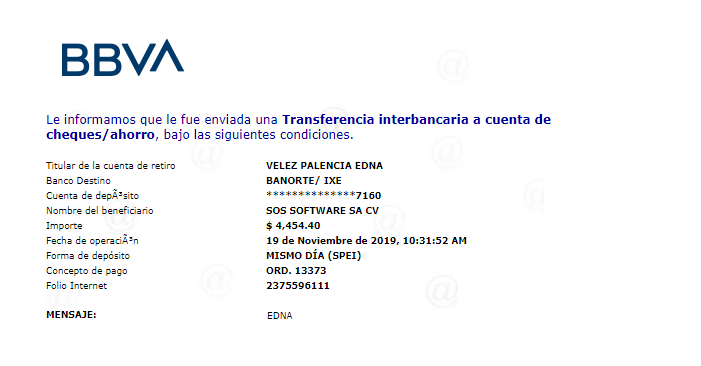 BBVA
Le informamos que le fue enviada una Transferencia interbancaria a cuenta de
cheques/ahorro, bajo las siguientes condiciones.
Titular de la cuenta de retiro VELEZ PALENCIA EDNA
Banco Destino BANORTE/ IXE
Cuenta de depÃ³sito **************7160
Nombre del beneficiario SOS SOFTWARE SA CV
Importe $ 4,454.40
Fecha de operaciÃ³n 19 de Noviembre de 2019, 10:31:52 AM
Forma de depósito MISMO DÍA (SPEI)
Concepto de pago ORD. 13373
Folio Internet 2375596111
MENSAJE: EDNA